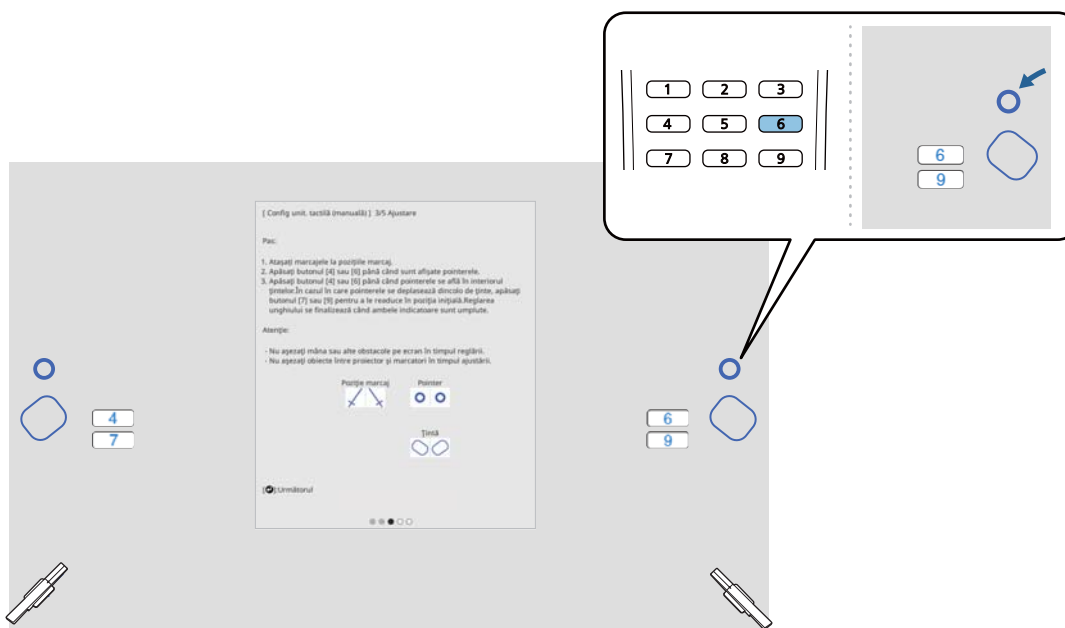 1 2 3
4 5 6
7 8 9
6
9
[ Config unit. tactilă (manuală) ] 3/5 Ajustare
Pas:
1. Atașați marcajele la pozițiile marcaj.
2. Apăsați butonul [4] sau [6] până când sunt afișate pointerele.
3. Apăsați butonul [4] sau [6] până când pointerele se află în interiorul
țintelor.În cazul în care pointerele se deplasează dincolo de ținte, apăsați
butonul [7] sau [9] pentru a le readuce în poziția inițială.Reglarea
unghiului se finalizează când ambele indicatoare sunt umplute.
Atenție:
- Nu așezați mâna sau alte obstacole pe ecran în timpul reglării.
- Nu așezați obiecte între proiector și marcatori în timpul ajustării.
Poziție marcaj Pointer
Țintă
4
7
6
9
[ ]:Următorul